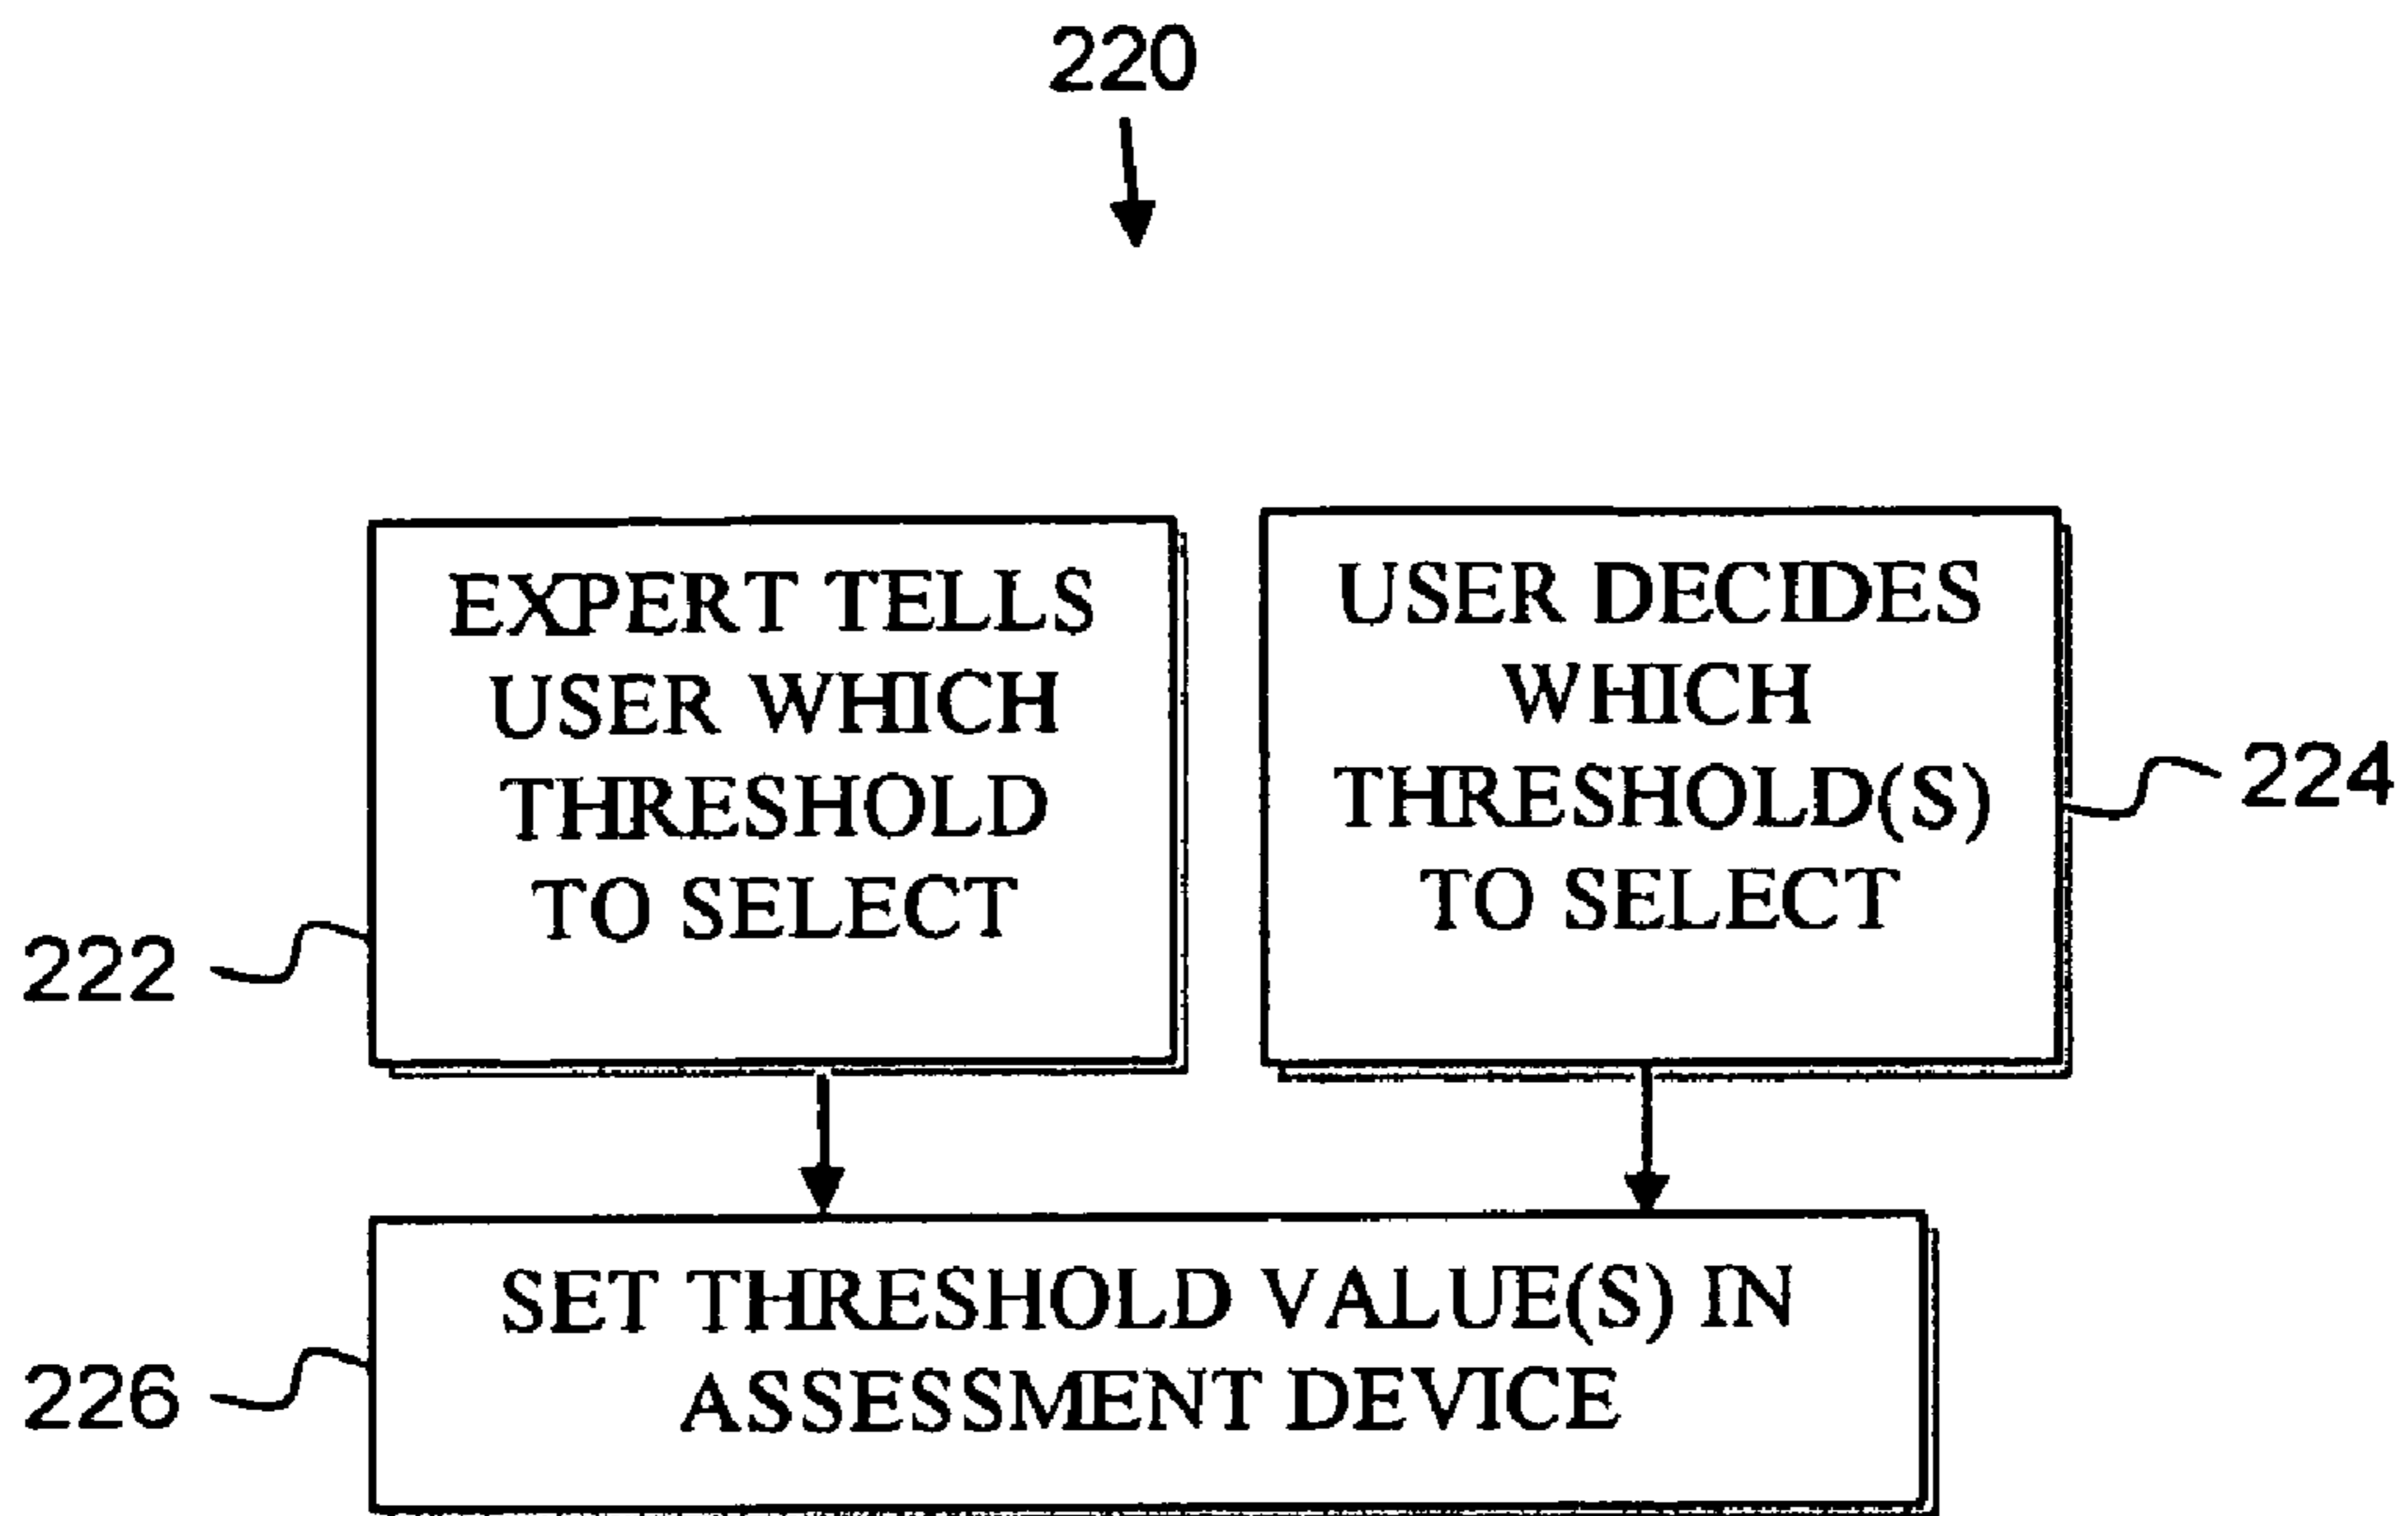 220
EXPERT TELLS
USER WHICH
THRESHOLD
TO SELECT
USER DECIDES
WHICH
THRESHOLD(S)
TO SELECT
224
222
SET THRESHOLD VALUE(S) IN
ASSESSMENT DEVICE
226